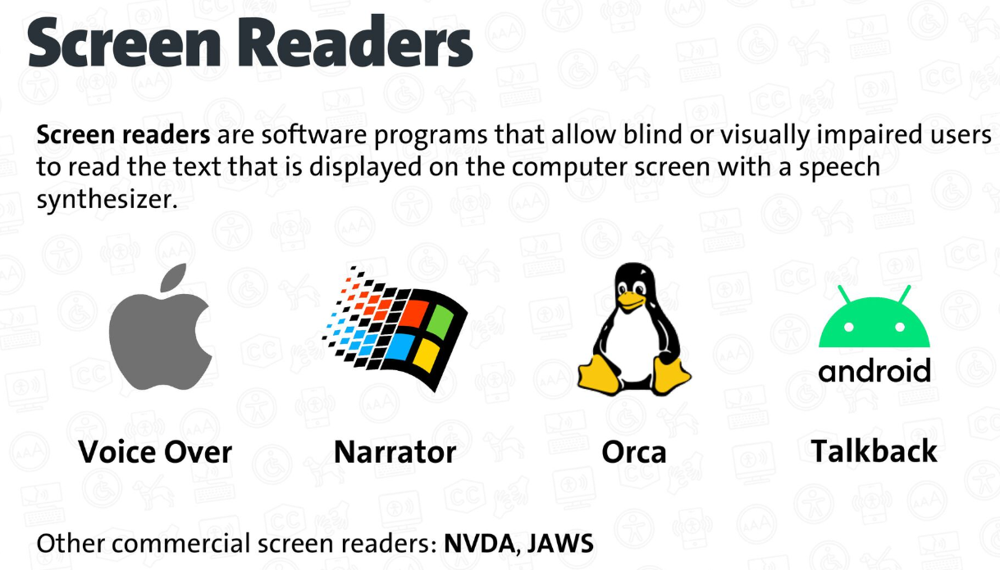 Screen Readers
Screen readers are software programs that allow blind or visually impaired users
to read the text that is displayed on the computer screen with a speech
synthesizer.
android
Voice Over
Narrator
Orca
Talkback
Other commercial screen readers: NVDA, JAWS